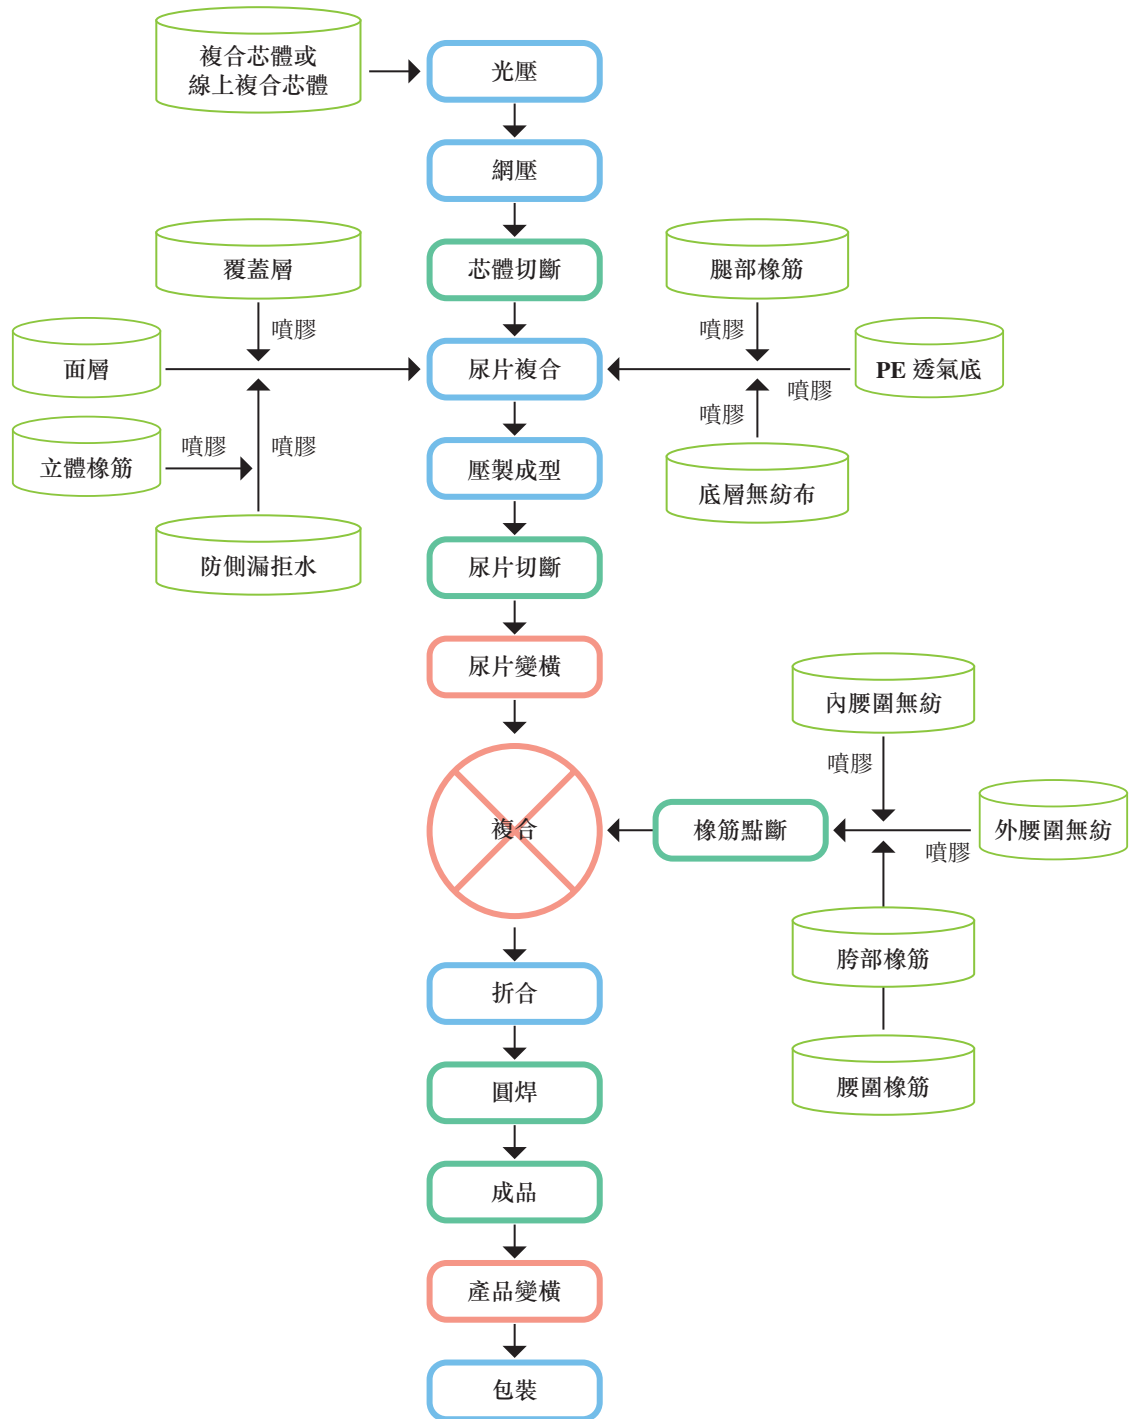 複合芯體或
線上複合芯體
光壓
網壓
覆蓋層
芯體切斷
腿部橡筋
噴膠
噴膠
面層
尿片複合
PE 透氣底
噴膠
噴膠
立體橡筋
噴膠
噴膠
壓製成型
底層無紡布
防側漏拒水
尿片切斷
尿片變橫
內腰圍無紡
噴膠
複合
橡筋點斷
外腰圍無紡
噴膠
胯部橡筋
折合
腰圍橡筋
圓焊
成品
產品變橫
包裝